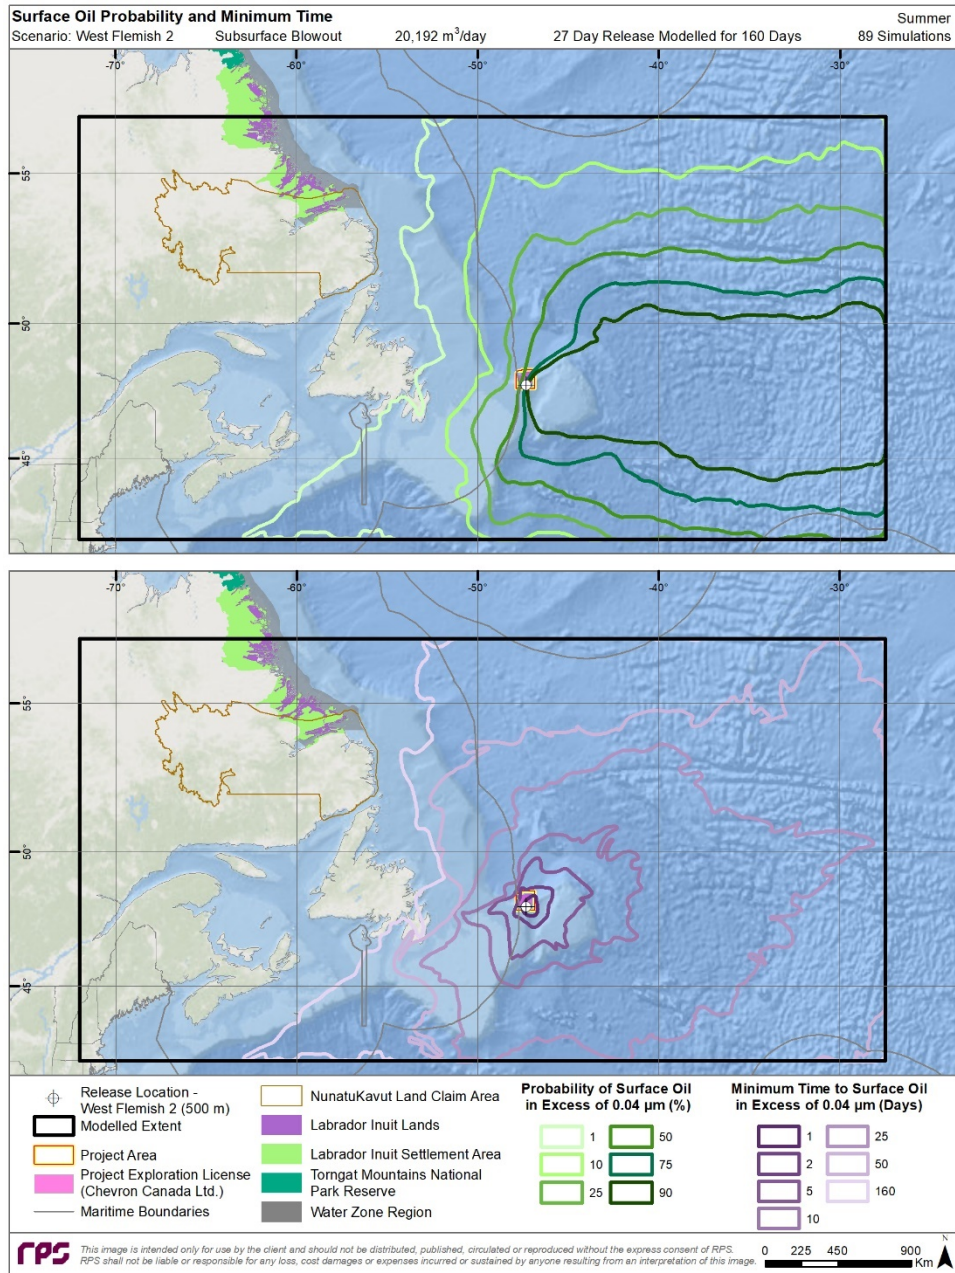 Surface Oil Probability and Minimum Time
Summer
Scenario: West Flemish 2 Subsurface Blowout 20,192 m³/day 27 Day Release Modelled for 160 Days 89 Simulations
-70° -60° -50° -40° -30°
55°
50°
45°
-70° -60° -50° -40° -30°
55°
50°
45°
Release Location -
West Flemish 2 (500 m)
Modelled Extent
Project Area
Project Exploration License
(Chevron Canada Ltd.)
Maritime Boundaries
NunatuKavut Land Claim Area
Labrador Inuit Lands
Labrador Inuit Settlement Area
Torngat Mountains National
Park Reserve
Water Zone Region
Probability of Surface Oil
in Excess of 0.04 µm (%)
1 50
10 75
25 90
Minimum Time to Surface Oil
in Excess of 0.04 µm (Days)
1 25
2 50
5 160
10
rps
This image is intended only for use by the client and should not be distributed, published, circulated or reproduced without the express consent of RPS.
RPS shall not be liable or responsible for any loss, cost damages or expenses incurred or sustained by anyone resulting from an interpretation of this image.
0 225 450 900
Km
N